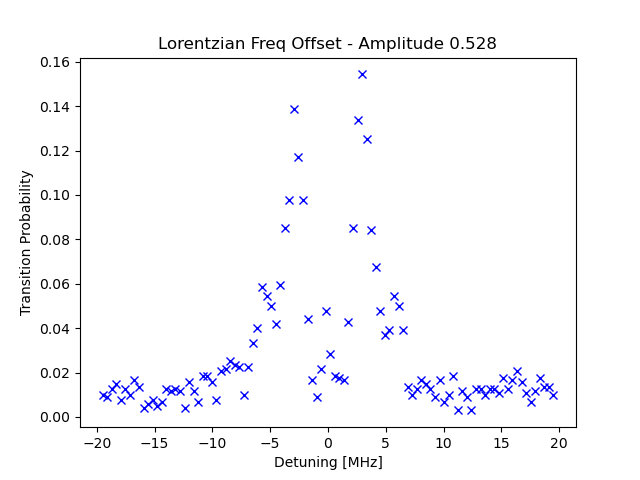 Lorentzian Freq Offset - Amplitude 0.528
0.16
0.14
0.12
0.10
0.08
0.06
0.04
0.02
0.00
Transition Probability
−20 −15 −10 −5 0 5 10 15 20
Detuning [MHz]